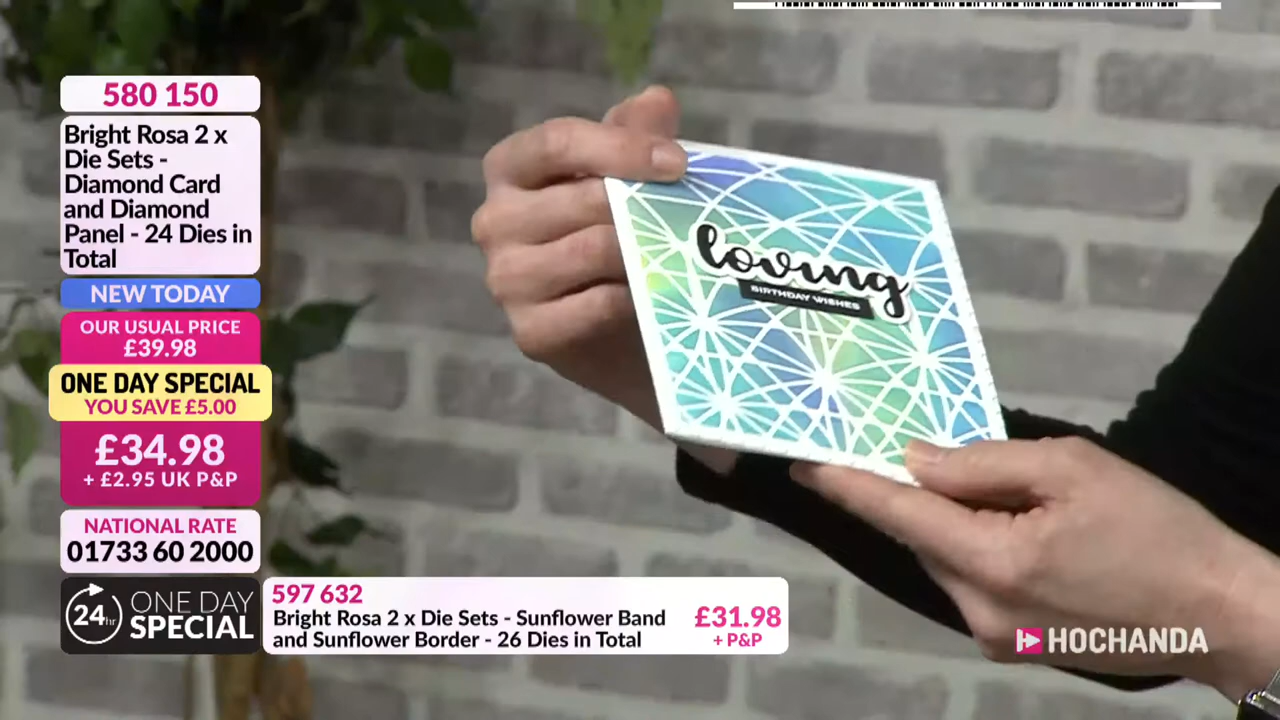 580 150
Bright Rosa 2 x
Die Sets -
Diamond Card
and Diamond
Panel - 24 Dies in
Total
NEW TODAY
OUR USUAL PRICE
£39.98
ONE DAY SPECIAL
YOU SAVE £5.00
£34.98
+ £2.95 UK P&P
NATIONAL RATE
01733 60 2000
24hr
ONE DAY
SPECIAL
597 632
Bright Rosa 2 x Die Sets - Sunflower Band
and Sunflower Border - 26 Dies in Total
£31.98
+ P&P
loving
BIRTHDAY WISHES
HOCHANDA